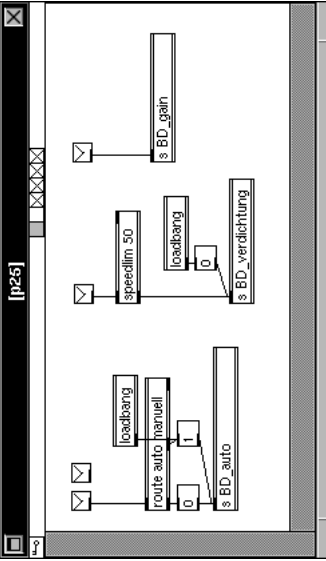 [p25]
loadbang
route auto manuell
0
1
s BD_auto
speedlim 50
loadbang
0
s BD_verdichtung
s BD_gain